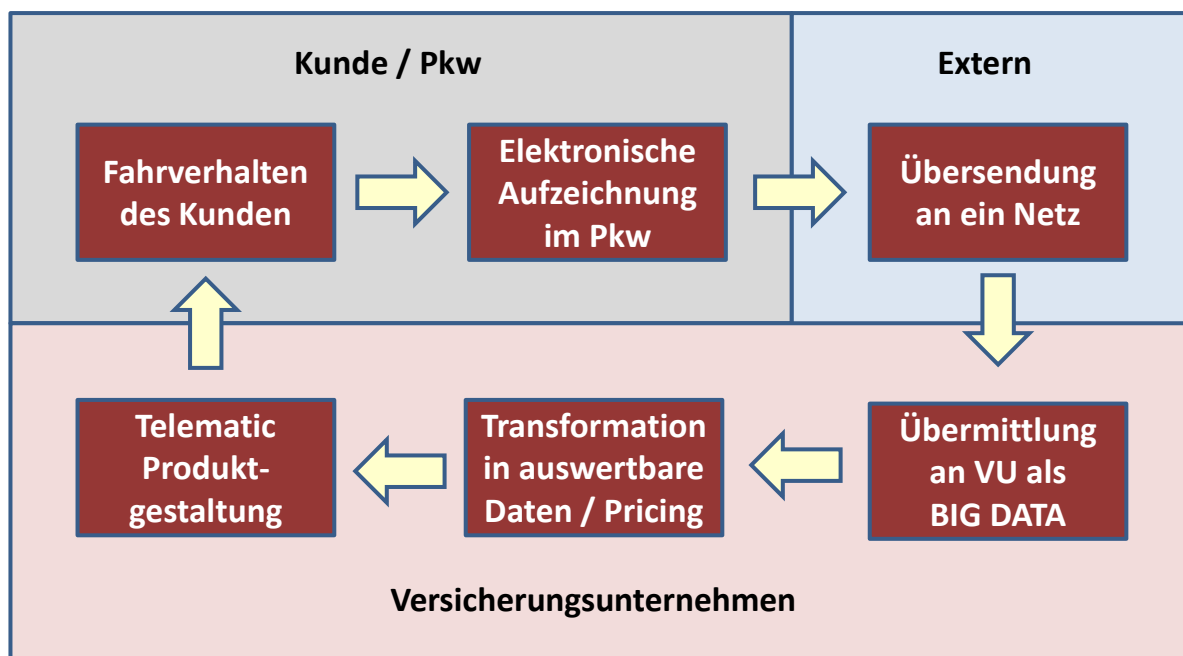 Kunde / Pkw
Extern
Fahrverhalten
des Kunden
Elektronische
Aufzeichnung
im Pkw
Übersendung
an ein Netz
Telematic
Produkt-
gestaltung
Transformation
in auswertbare
Daten / Pricing
Übermittlung
an VU als
BIG DATA
Versicherungsunternehmen